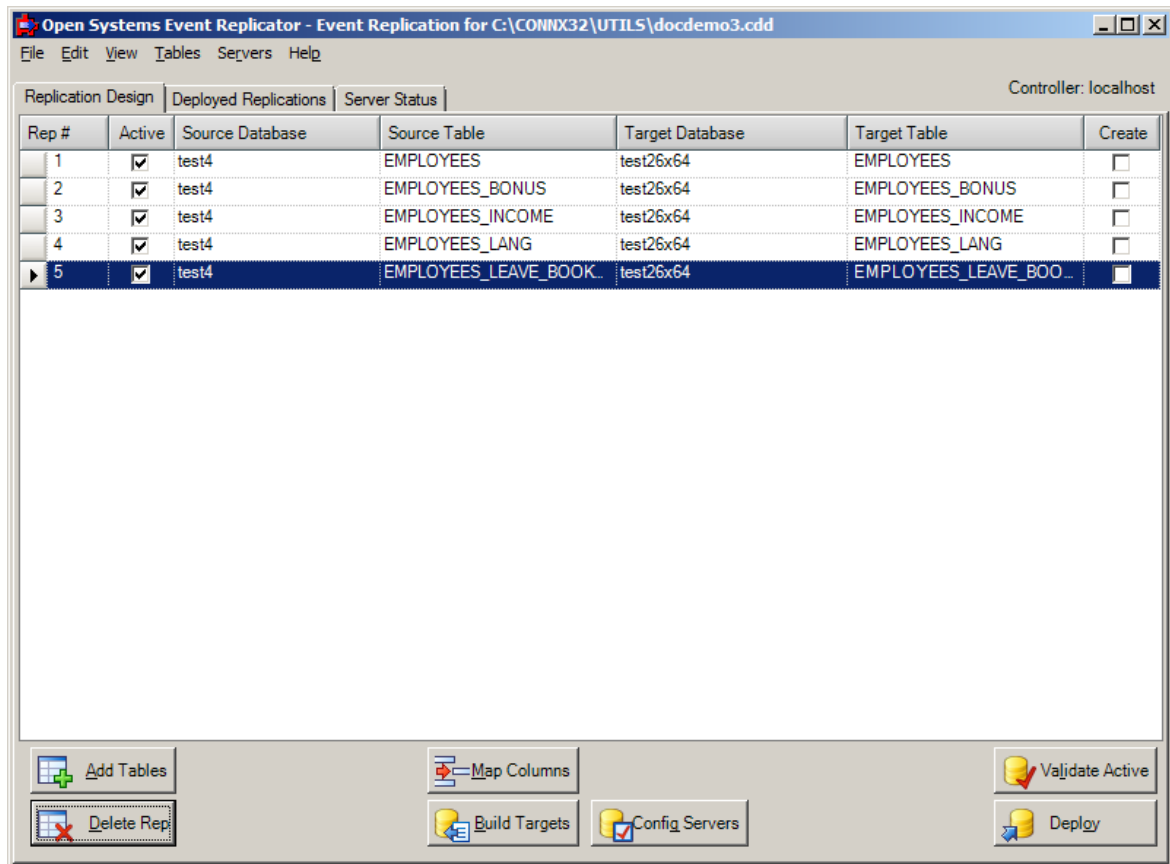 Open Systems Event Replicator - Event Replication for C:\CONNX32\UTILS\docdemo3.cdd
File Edit View Tables Servers Help
Controller: localhost
Replication Design Deployed Replications Server Status
Rep # Active Source Database Source Table Target Database Target Table Create
1 test4 EMPLOYEES test26x64 EMPLOYEES
2 test4 EMPLOYEES_BONUS test26x64 EMPLOYEES_BONUS
3 test4 EMPLOYEES_INCOME test26x64 EMPLOYEES_INCOME
4 test4 EMPLOYEES_LANG test26x64 EMPLOYEES_LANG
5 test4 EMPLOYEES_LEAVE_BOOK... test26x64 EMPLOYEES_LEAVE_BOO...
Add Tables Map Columns Validate Active
Delete Rep Build Targets Config Servers Deploy